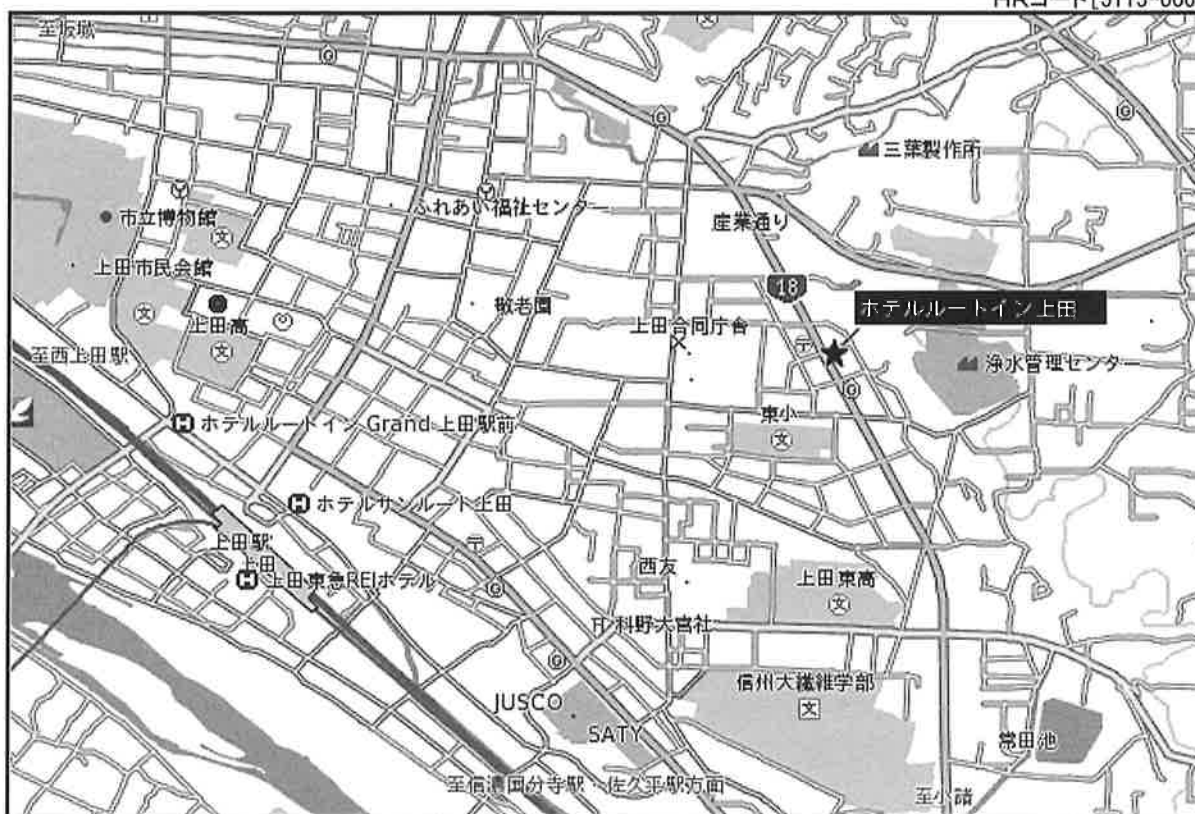 至坂城
三葉製作所
市立博物館
ふれあい福祉センター
産業通り
上田市民会館
18
敬老園
ホテルルートイン上田
上田高
上田合同庁舎
至西上田駅
浄水管理センター
東小
ホテルルートイン Grand 上田駅前
ホテルサンルート上田
上田駅
上田
上田東急REIホテル
西友
上田東高
科野大宮社
信州大繊維学部
JUSCO
SATY
常田池
至信濃国分寺駅・佐久平駅方面
至小諸